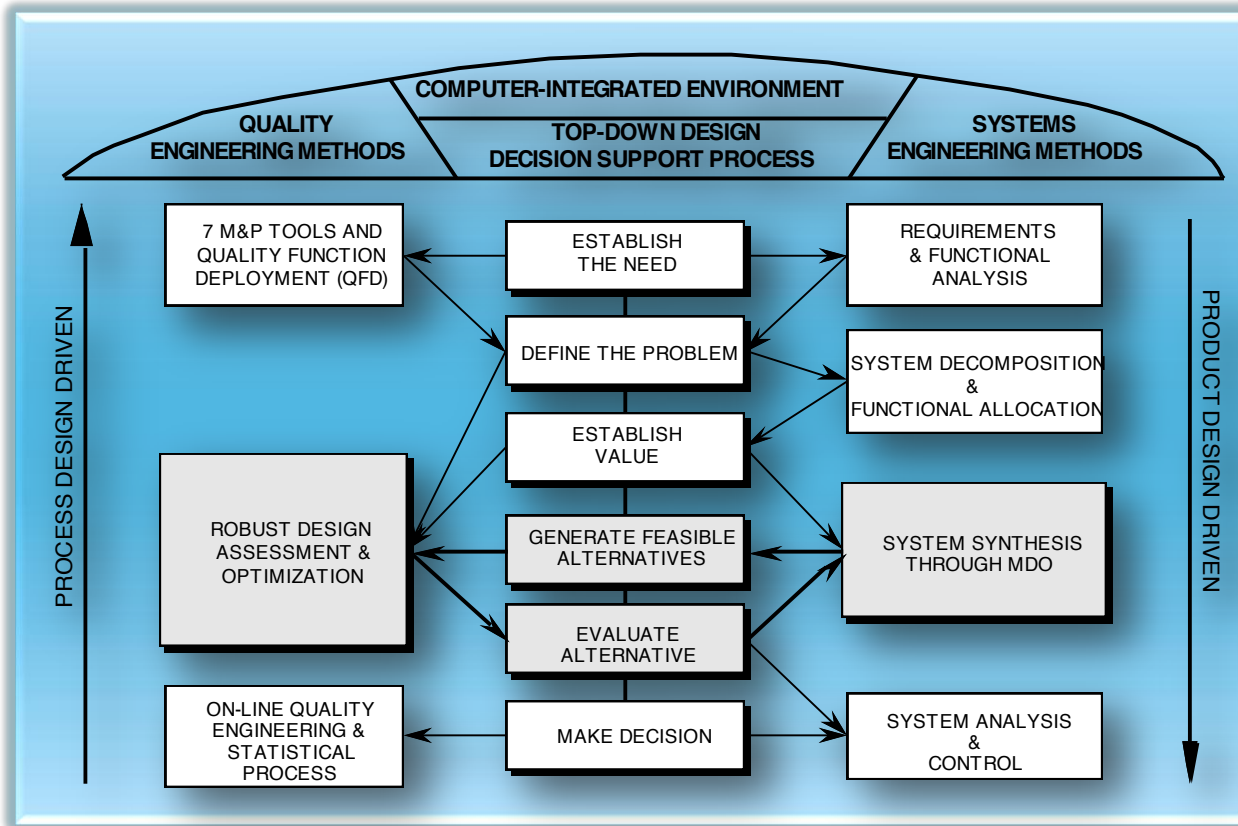 COMPUTER-INTEGRATED ENVIRONMENT
QUALITY
ENGINEERING METHODS
TOP-DOWN DESIGN
DECISION SUPPORT PROCESS
SYSTEMS
ENGINEERING METHODS
PROCESS DESIGN DRIVEN
7 M&P TOOLS AND
QUALITY FUNCTION
DEPLOYMENT (QFD)
ROBUST DESIGN
ASSESSMENT &
OPTIMIZATION
ON-LINE QUALITY
ENGINEERING &
STATISTICAL
PROCESS
ESTABLISH
THE NEED
DEFINE THE PROBLEM
ESTABLISH
VALUE
GENERATE FEASIBLE
ALTERNATIVES
EVALUATE
ALTERNATIVE
MAKE DECISION
REQUIREMENTS
& FUNCTIONAL
ANALYSIS
SYSTEM DECOMPOSITION
&
FUNCTIONAL ALLOCATION
SYSTEM SYNTHESIS
THROUGH MDO
SYSTEM ANALYSIS
&
CONTROL
PRODUCT DESIGN DRIVEN